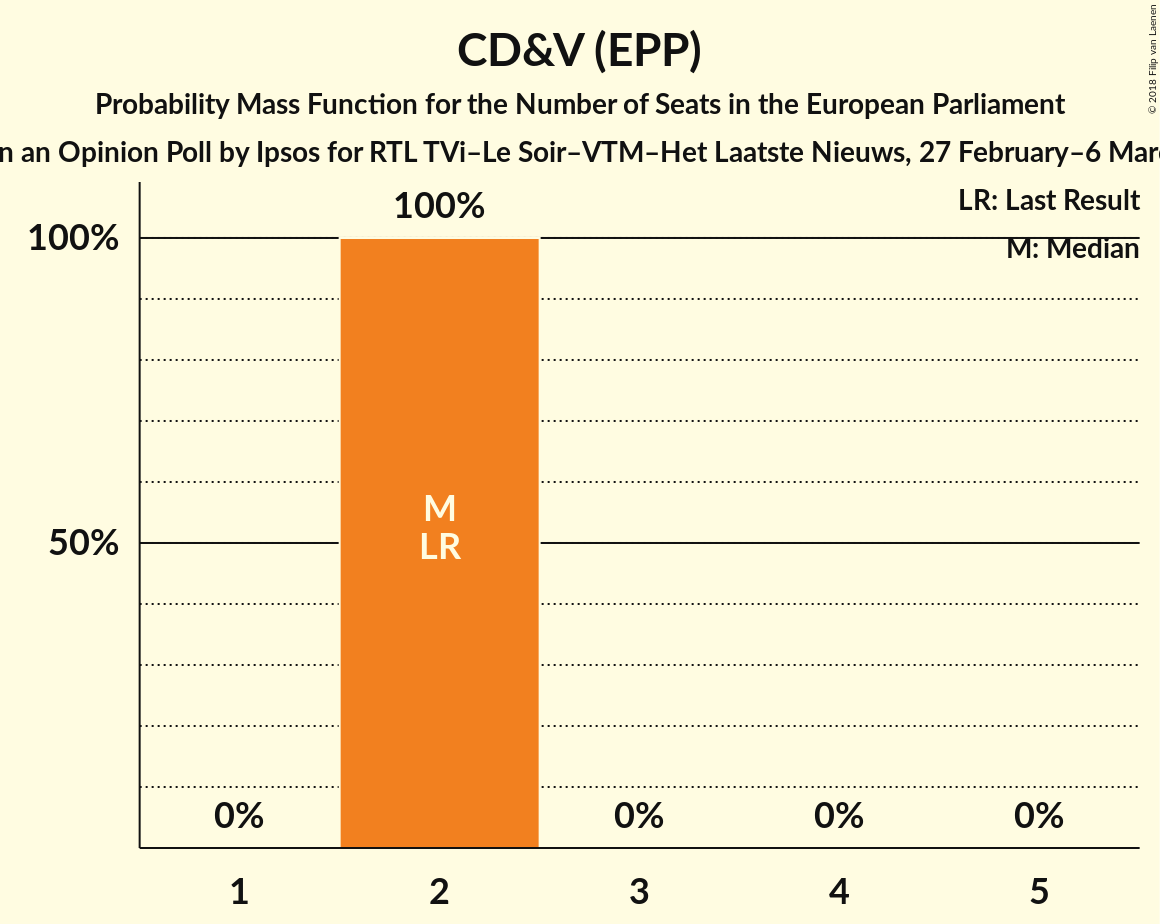 CD&V (EPP)
Probability Mass Function for the Number of Seats in the European Parliament
an Opinion Poll by Ipsos for RTL TVi–Le Soir–VTM–Het Laatste Nieuws, 27 February–6
© 2018 Filip van Laenen
LR: Last Result
M: Median
100%
100%
50%
M
LR
0%
0%
0%
0%
1
2
3
4
5